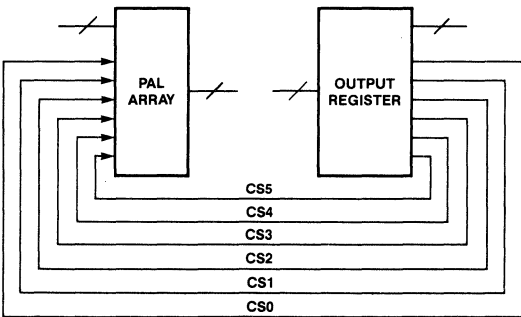 PAL
ARRAY
OUTPUT
REGISTER
CS5
CS4
CS3
CS2
CS1
CS0